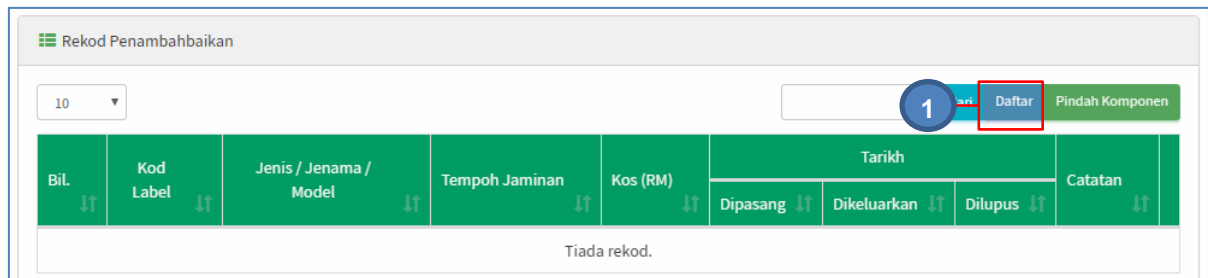 Rekod Penambahbaikan
10
1
Daftar
Pindah Komponen
Bil.
Kod
Label
Jenis / Jenama /
Model
Tempoh Jaminan
Kos (RM)
Tarikh
Dipasang
Dikeluarkan
Dilupus
Catatan
Tiada rekod.